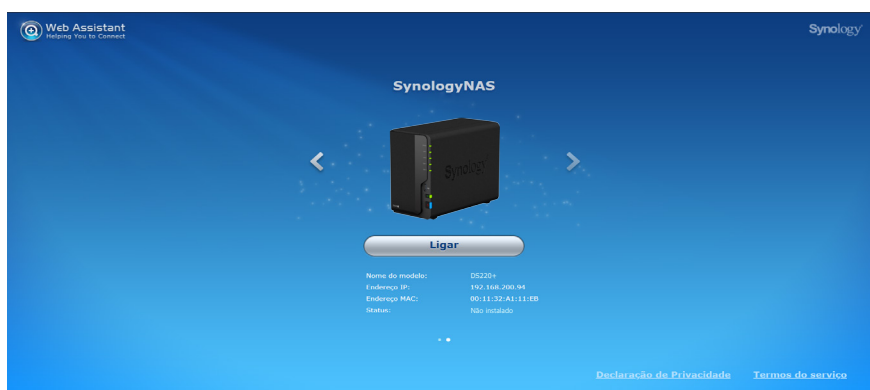 Web Assistant
Helping You to Connect
Synology
SynologyNAS
Synology
Ligar
Nome do modelo: DS220+
Endereço IP: 192.168.200.94
Endereço MAC: 00:11:32:A1:11:EB
Status: Não instalado
Declaração de Privacidade Termos do serviço